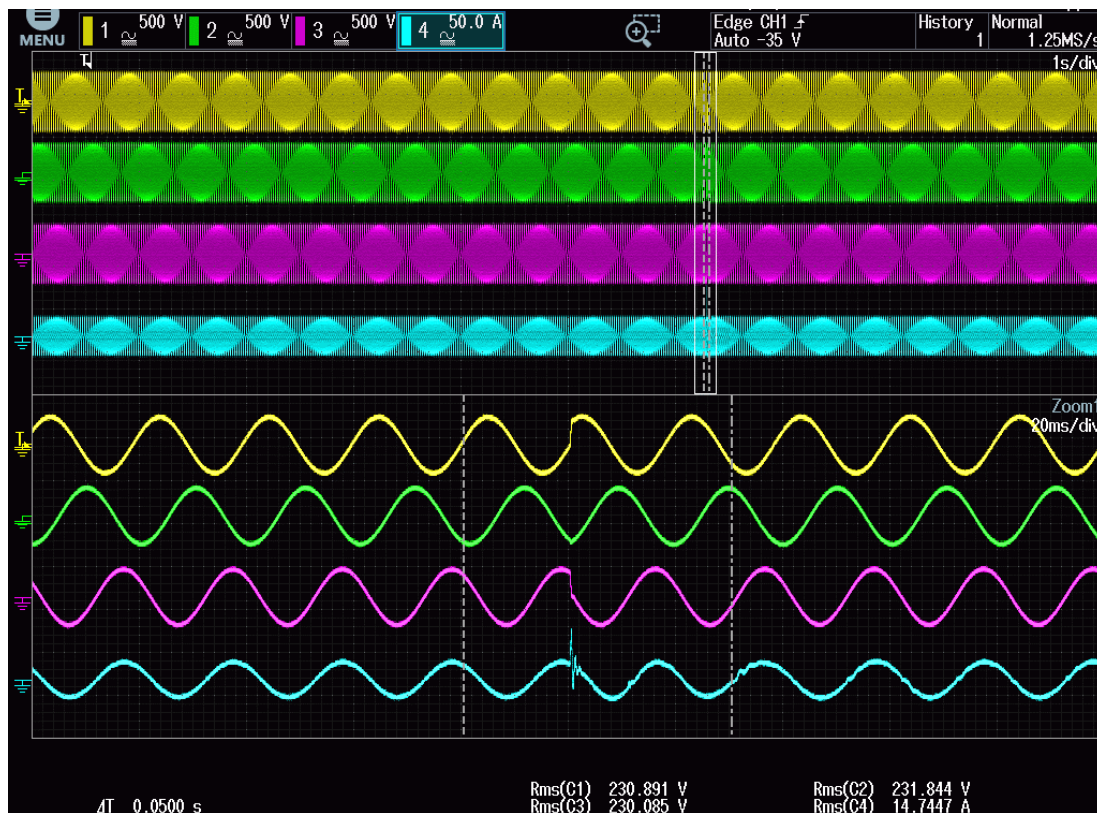 1 500 V 2 500 V 3 500 V 4 50.0 A Edge CH1 History Normal
MENU Auto -35 V 1 1.25MS/s
1s/div
T
T
Zoom1
20ms/div
T
Rms(C1) 230.891 V Rms(C2) 231.844 V
ΔT 0.0500 s Rms(C3) 230.085 V Rms(C4) 14.7447 A